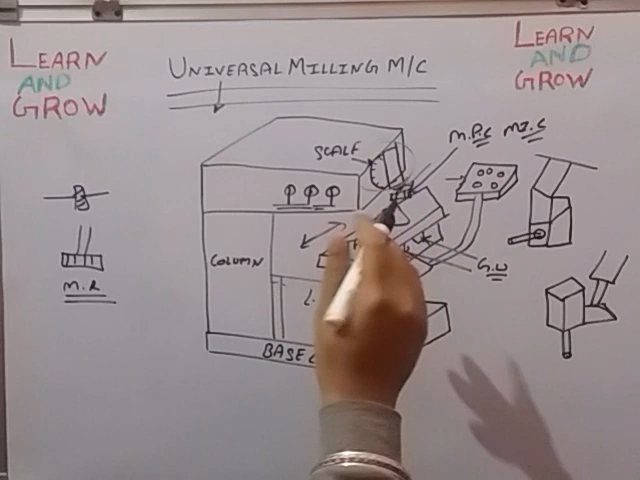 LEARN
AND
GROW
UNIVERSAL MILLING M/C
LEARN
AND
GROW
SCALE
M.P.C M.I.C
COLUMN
G.W
M.R
BASE